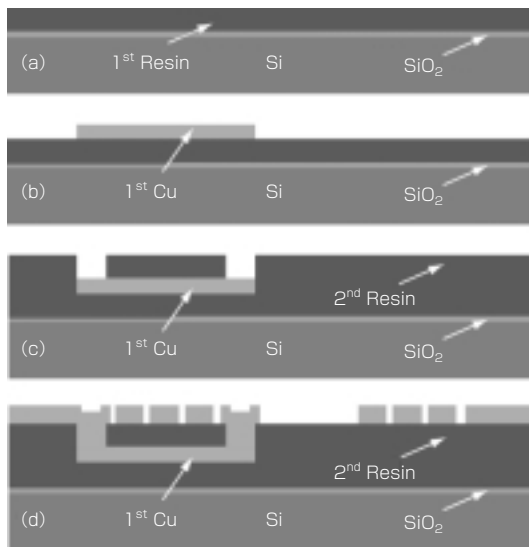 (a) 1st Resin Si SiO2
(b) 1st Cu Si SiO2
2nd Resin
(c) 1st Cu Si SiO2
2nd Resin
(d) 1st Cu Si SiO2